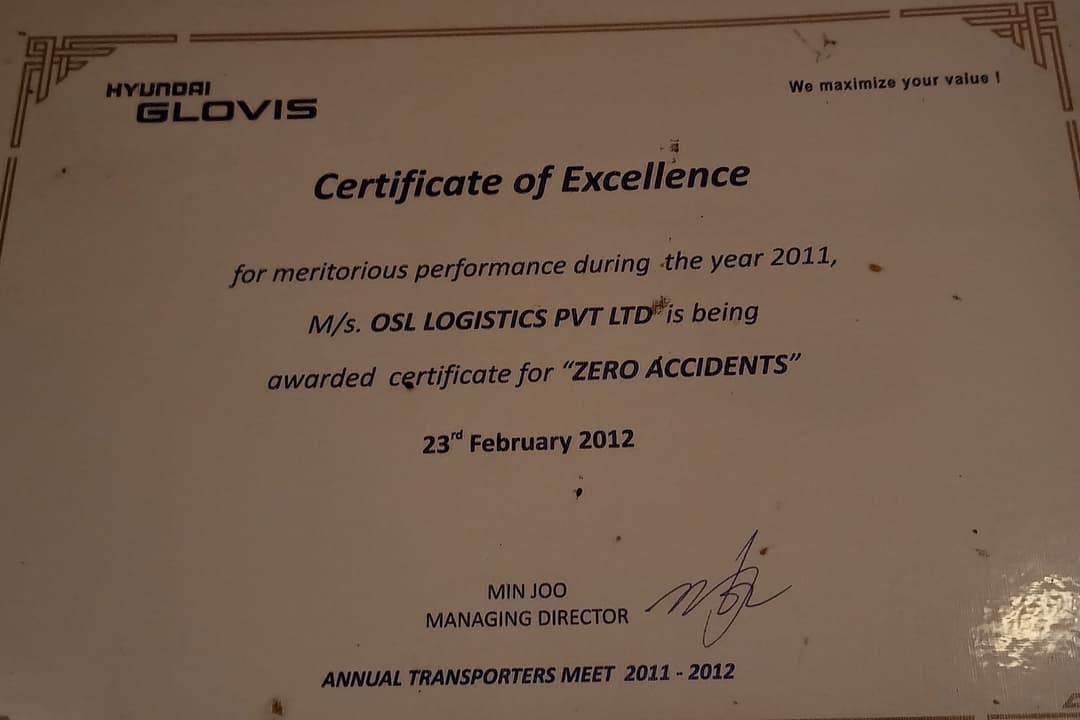 HYUNDAI
GLOVIS
We maximize your value !
Certificate of Excellence
for meritorious performance during the year 2011,
M/s. OSL LOGISTICS PVT LTD is being
awarded certificate for “ZERO ACCIDENTS”
23rd February 2012
MIN JOO
MANAGING DIRECTOR
ANNUAL TRANSPORTERS MEET 2011 - 2012